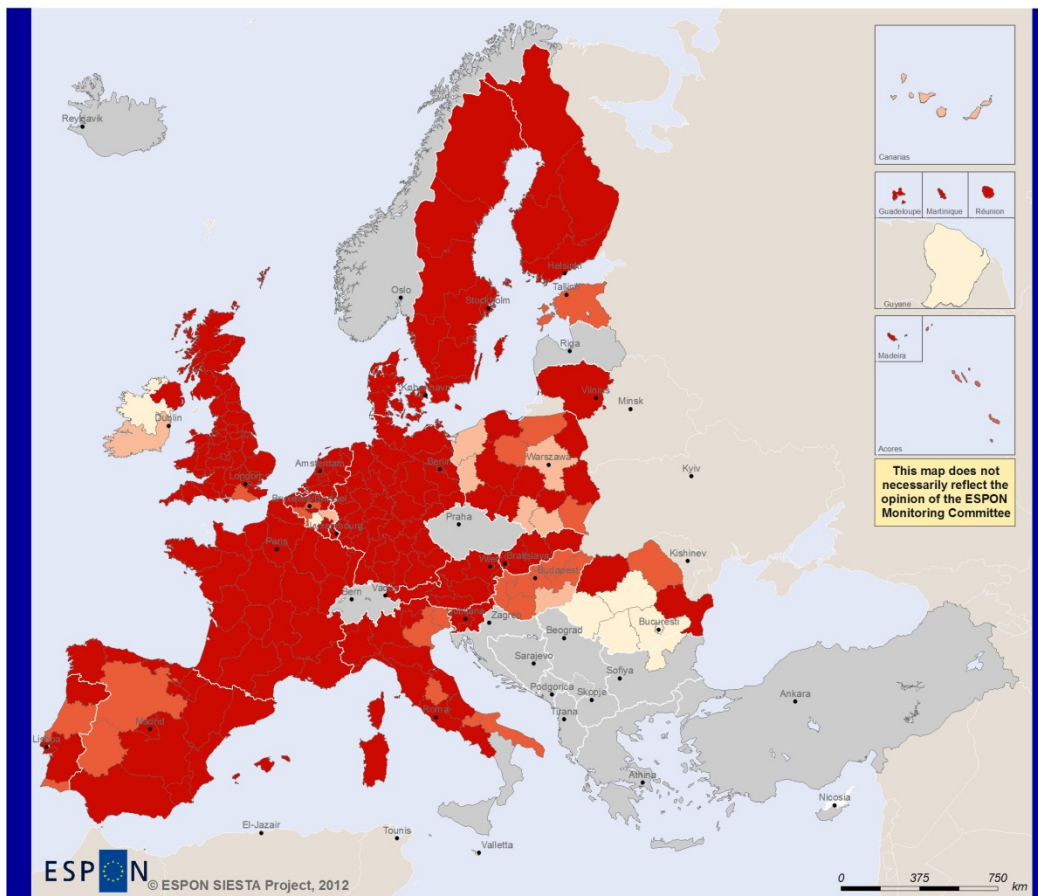 Reykjavik
Canarias
Guadeloupe
Martinique
Réunion
Helsinki
Tallinn
Oslo
Stockholm
Guyane
Riga
Madeira
København
Vilnius
Minsk
Dublin
Acores
Berlin
Warszawa
Amsterdam
London
This map does not
necessarily reflect the
opinion of the ESPON
Monitoring Committee
Kyiv
Praha
Paris
Kishinev
Bratislava
Budapest
Bern
Zagreb
Bucuresti
Beograd
Sarajevo
Sofiya
Podgorica
Skopje
Ankara
Roma
Tirana
Madrid
Athina
Nicosia
El-Jazair
Tounis
Valletta
ESPON
© ESPON SIESTA Project, 2012
0 375 750
km